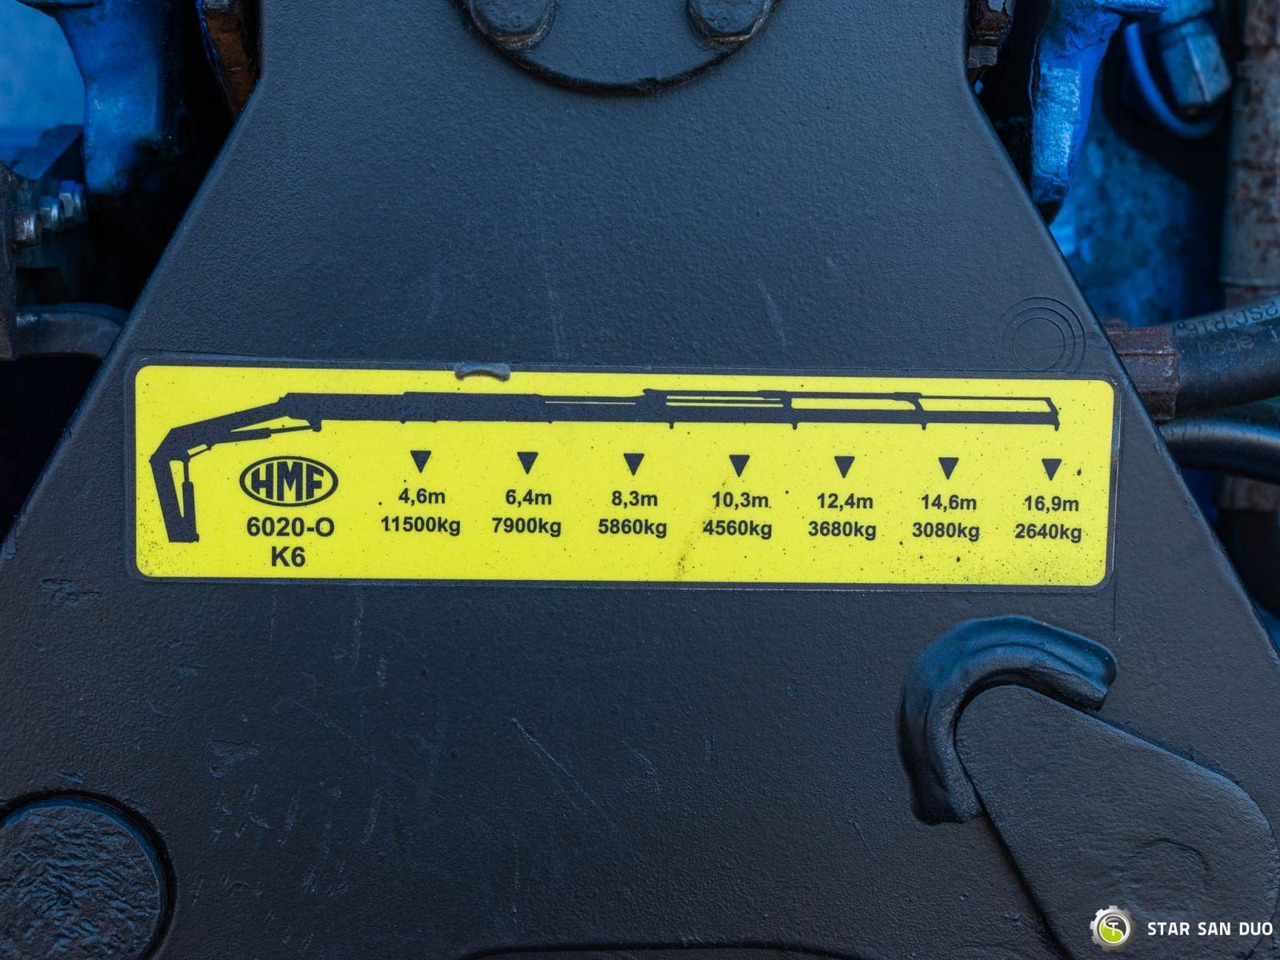 HMF
6020-O
K6
4,6m 6,4m 8,3m 10,3m 12,4m 14,6m 16,9m
11500kg 7900kg 5860kg 4560kg 3680kg 3080kg 2640kg
STAR SAN DUO